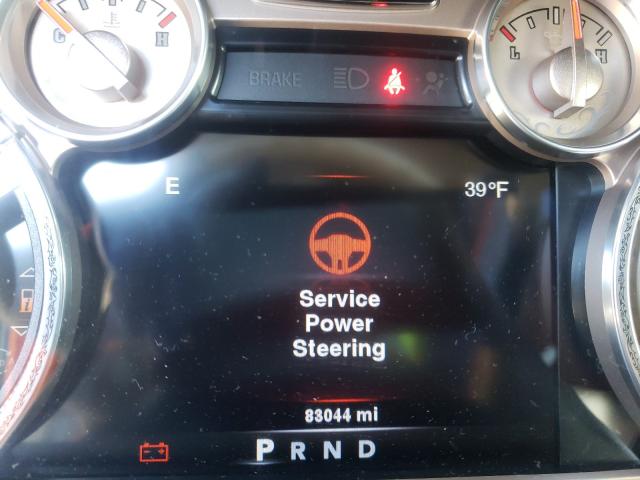 C H
BRAKE
L H
E 39°F
Service
Power
Steering
83044 mi
P R N D